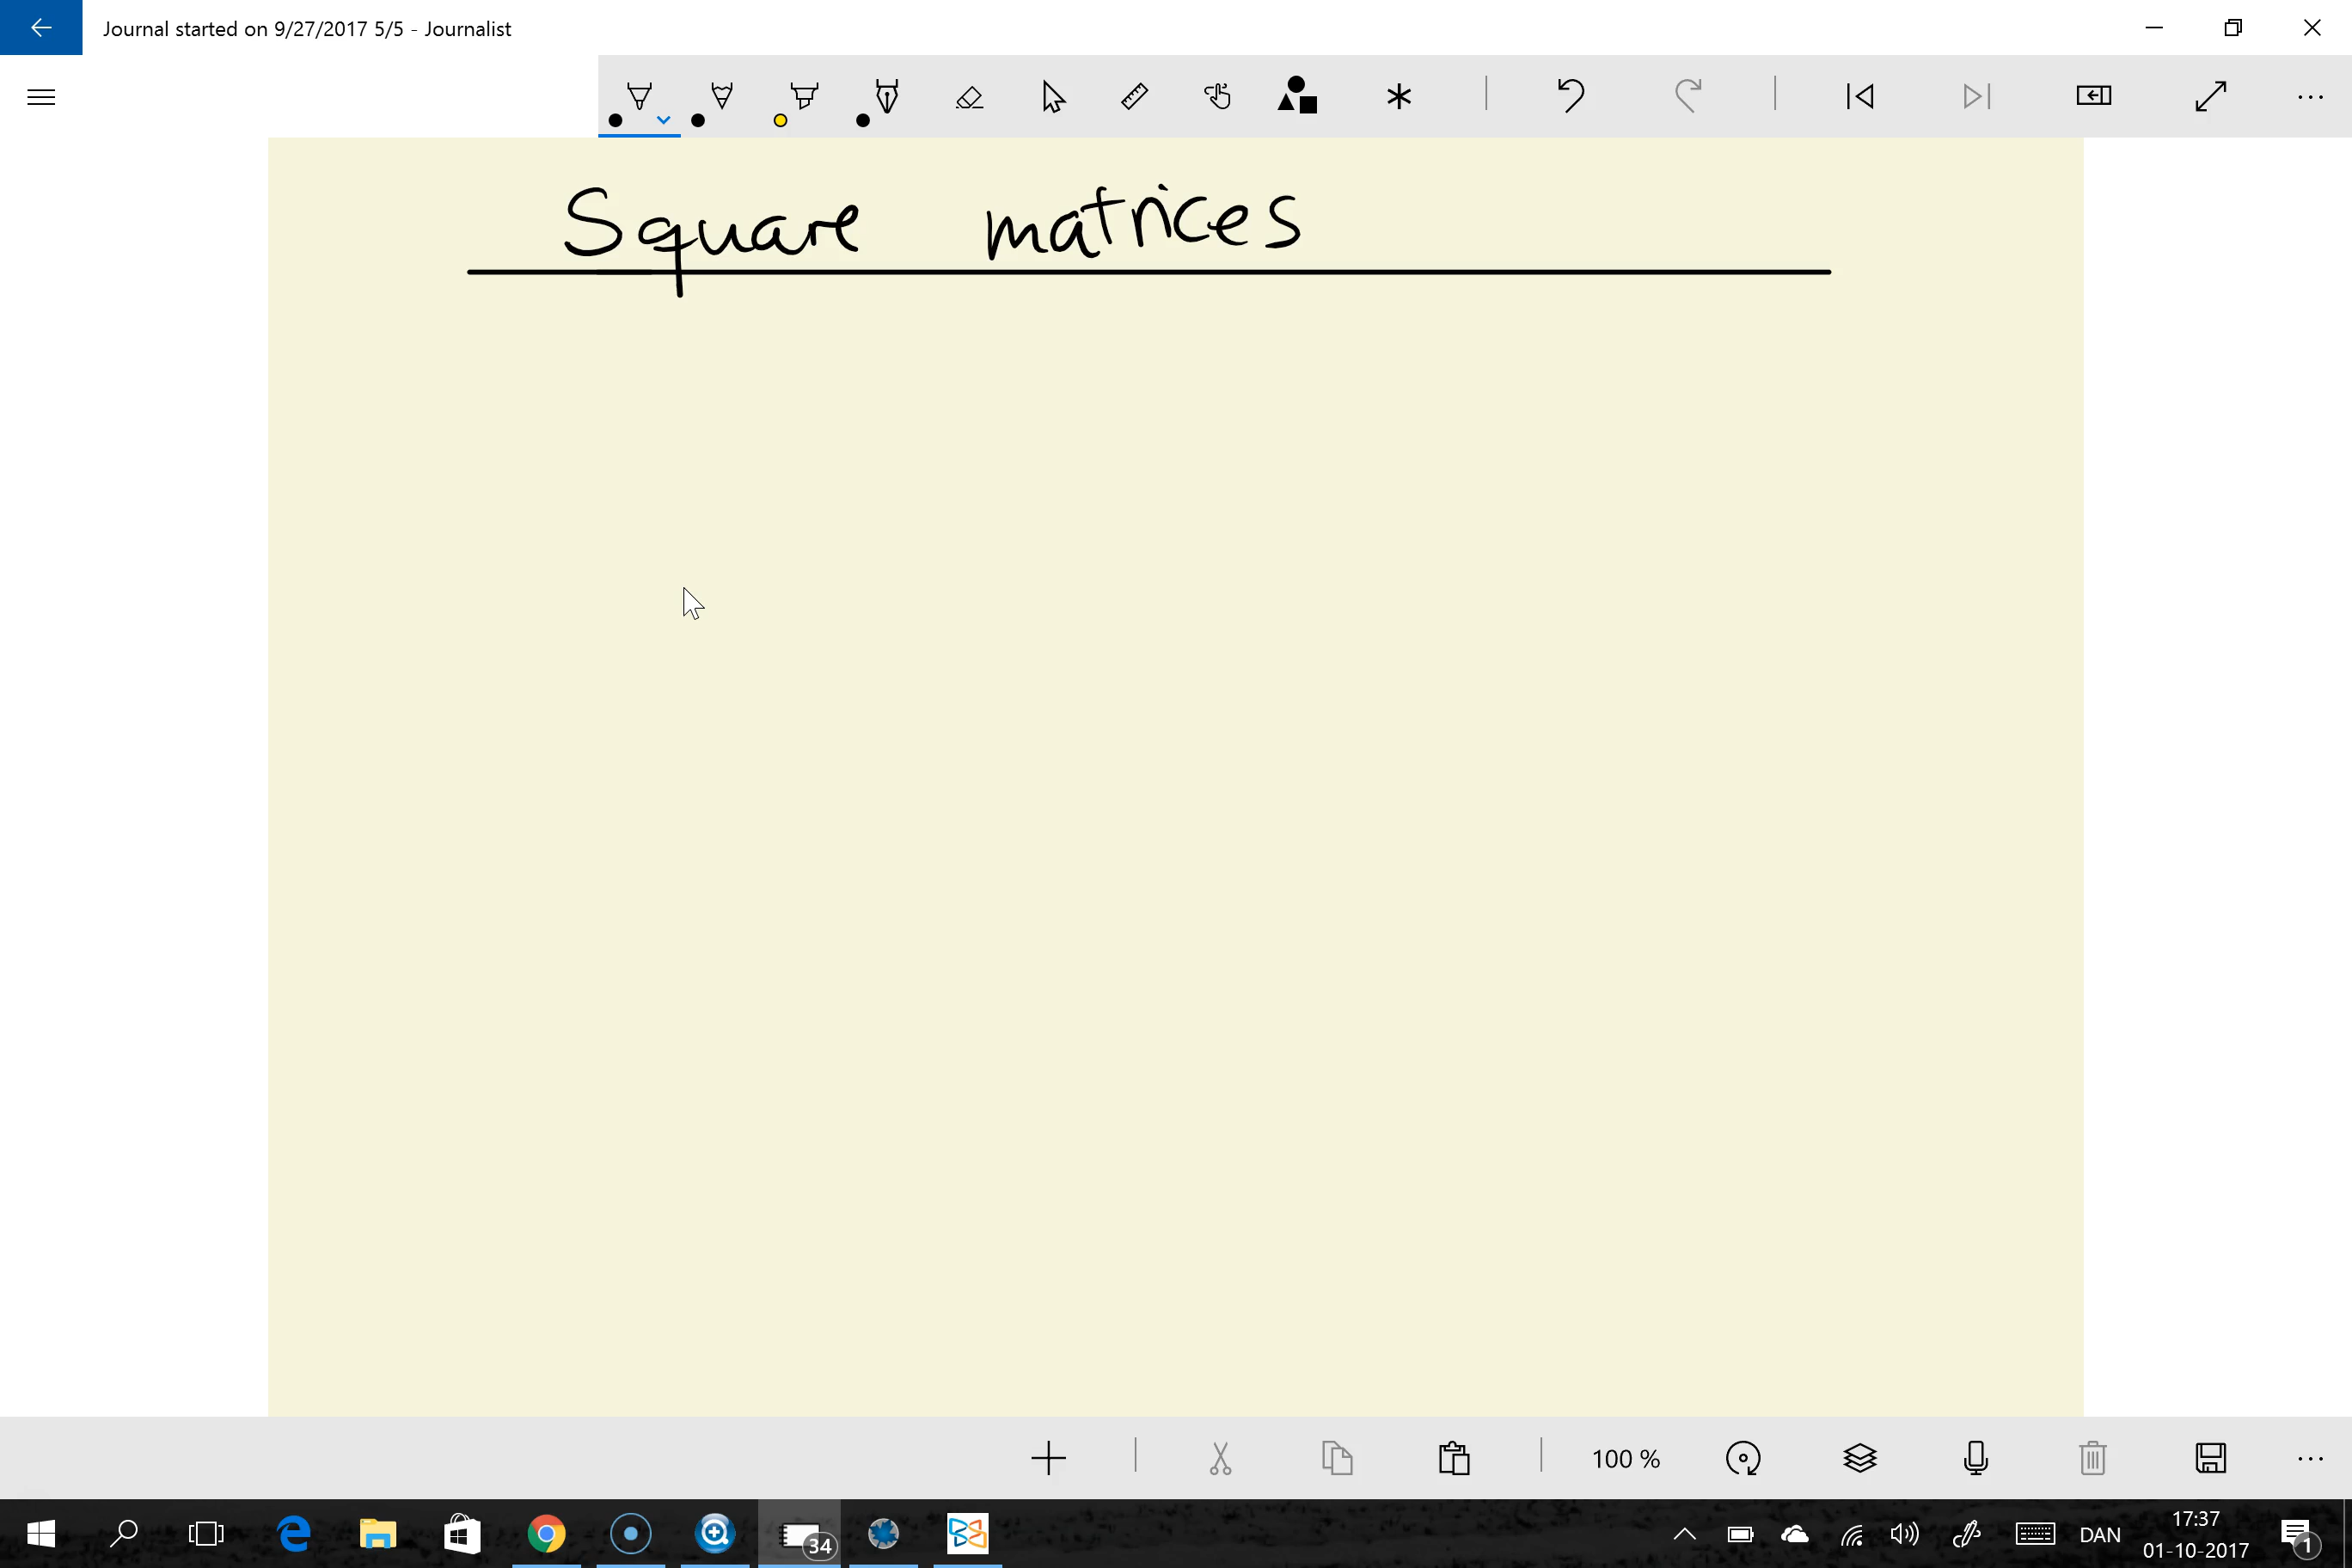 Journal started on 9/27/2017 5/5 - Journalist
Square matrices
100 %
34
DAN
17:37
01-10-2017
1